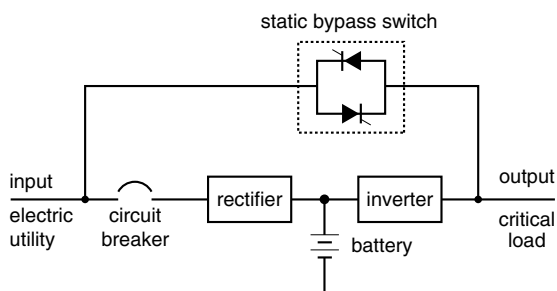 static bypass switch
input
electric
utility
circuit
breaker
rectifier
battery
inverter
output
critical
load